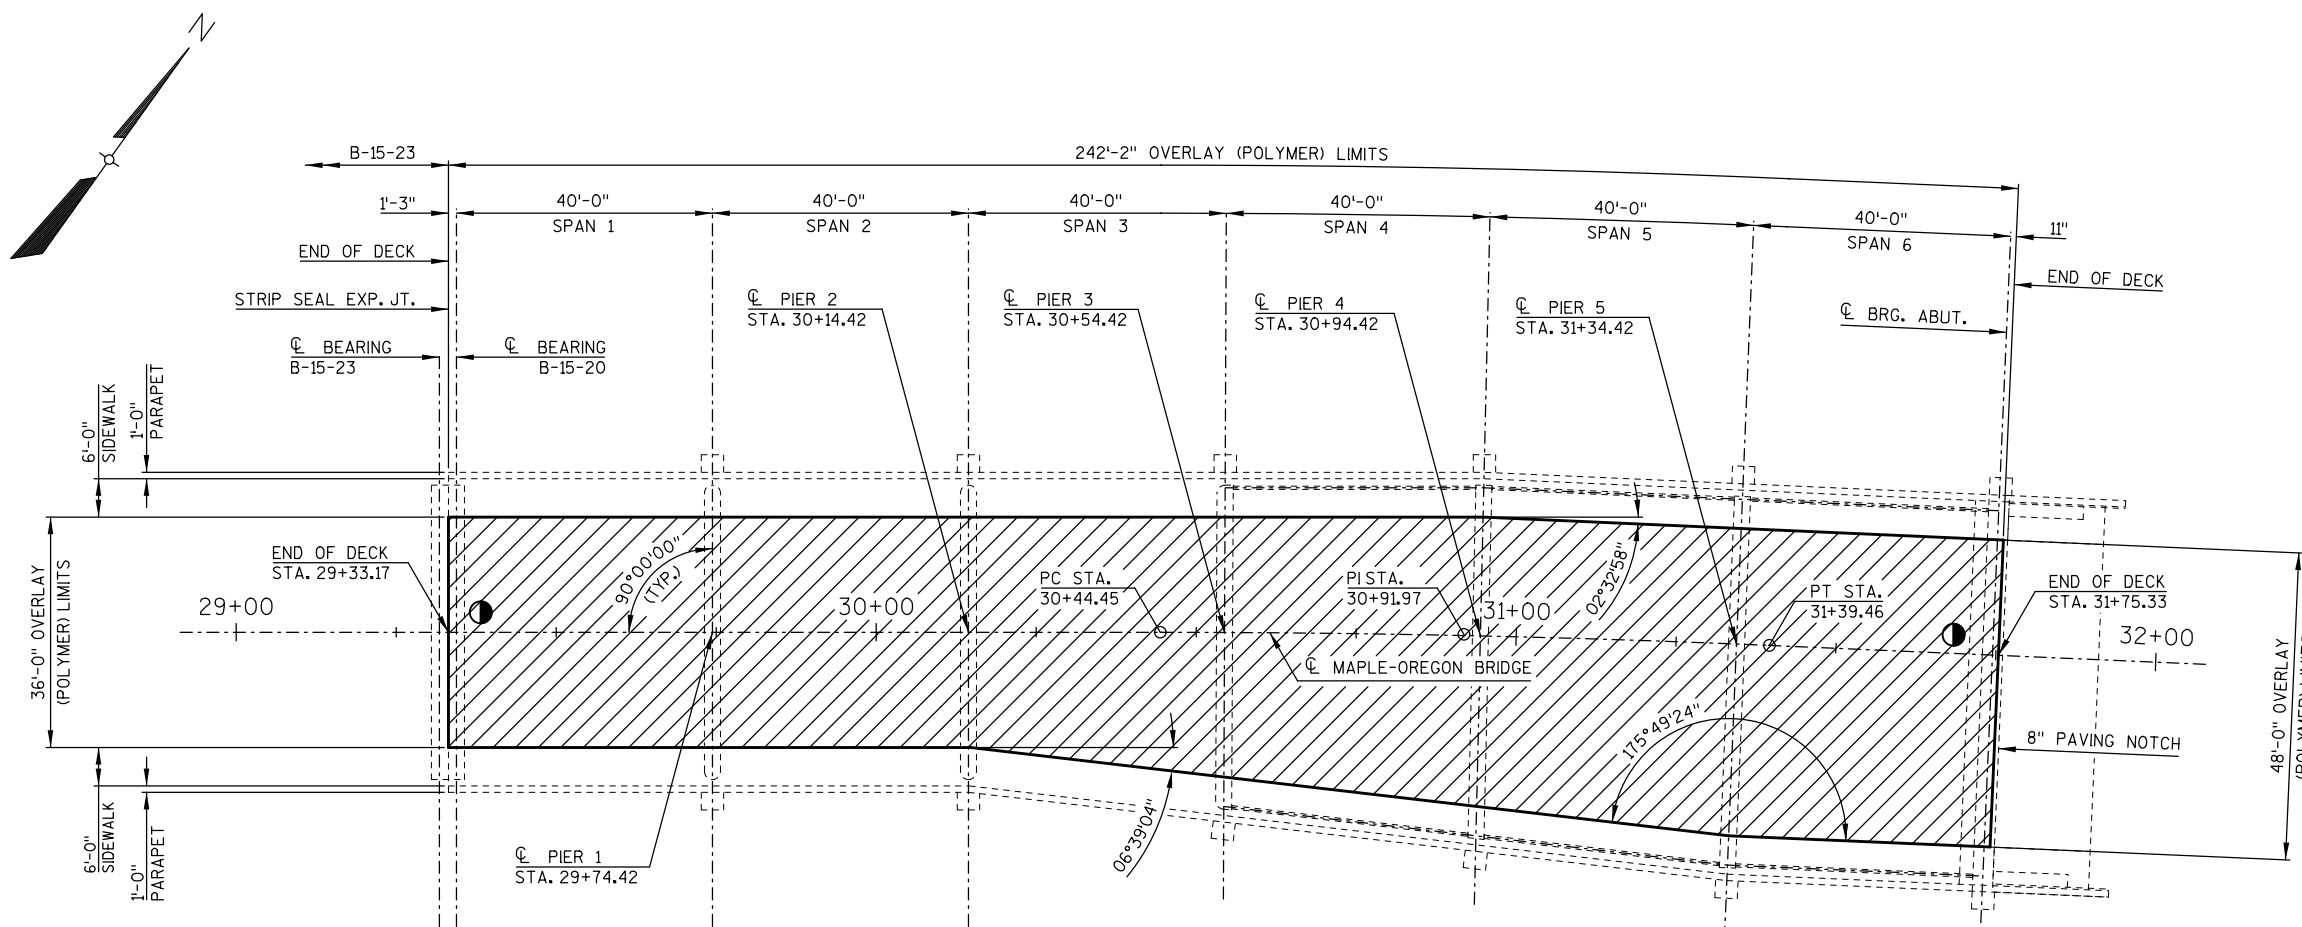 N
B-15-23
242'-2" OVERLAY (POLYMER) LIMITS
1'-3"
40'-0"
SPAN 1
40'-0"
SPAN 2
40'-0"
SPAN 3
40'-0"
SPAN 4
40'-0"
SPAN 5
40'-0"
SPAN 6
11"
END OF DECK
END OF DECK
STRIP SEAL EXP. JT.
℄ PIER 2
STA. 30+14.42
℄ PIER 3
STA. 30+54.42
℄ PIER 4
STA. 30+94.42
℄ PIER 5
STA. 31+34.42
℄ BRG. ABUT.
℄ BEARING
B-15-23
℄ BEARING
B-15-20
6'-0"
SIDEWALK
1'-0"
PARAPET
36'-0" OVERLAY
(POLYMER) LIMITS
END OF DECK
STA. 29+33.17
90°00'00"
(TYP.)
PC STA.
30+44.45
PI STA.
30+91.97
02°32'58"
PT STA.
31+39.46
END OF DECK
STA. 31+75.33
29+00
30+00
31+00
32+00
℄ MAPLE-OREGON BRIDGE
175°49'24"
8" PAVING NOTCH
48'-0" OVERLAY
6'-0"
SIDEWALK
1'-0"
PARAPET
℄ PIER 1
STA. 29+74.42
06°39'04"